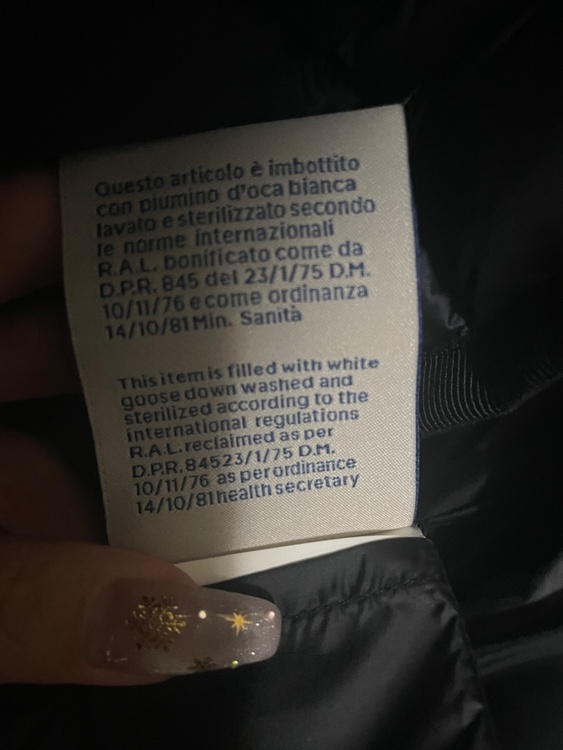 Questo articolo è imbottito
con piumino d'oca bianca
lavato e sterilizzato secondo
le norme internazionali
R.A.L. bonificato come da
D.P.R. 845 del 23/1/75 D.M.
10/11/76 e come ordinanza
14/10/81 Min. Sanità
This item is filled with white
goose down washed and
sterilized according to the
international regulations
R.A.L. reclaimed as per
D.P.R. 84523/1/75 D.M.
10/11/76 as per ordinance
14/10/81 health secretary